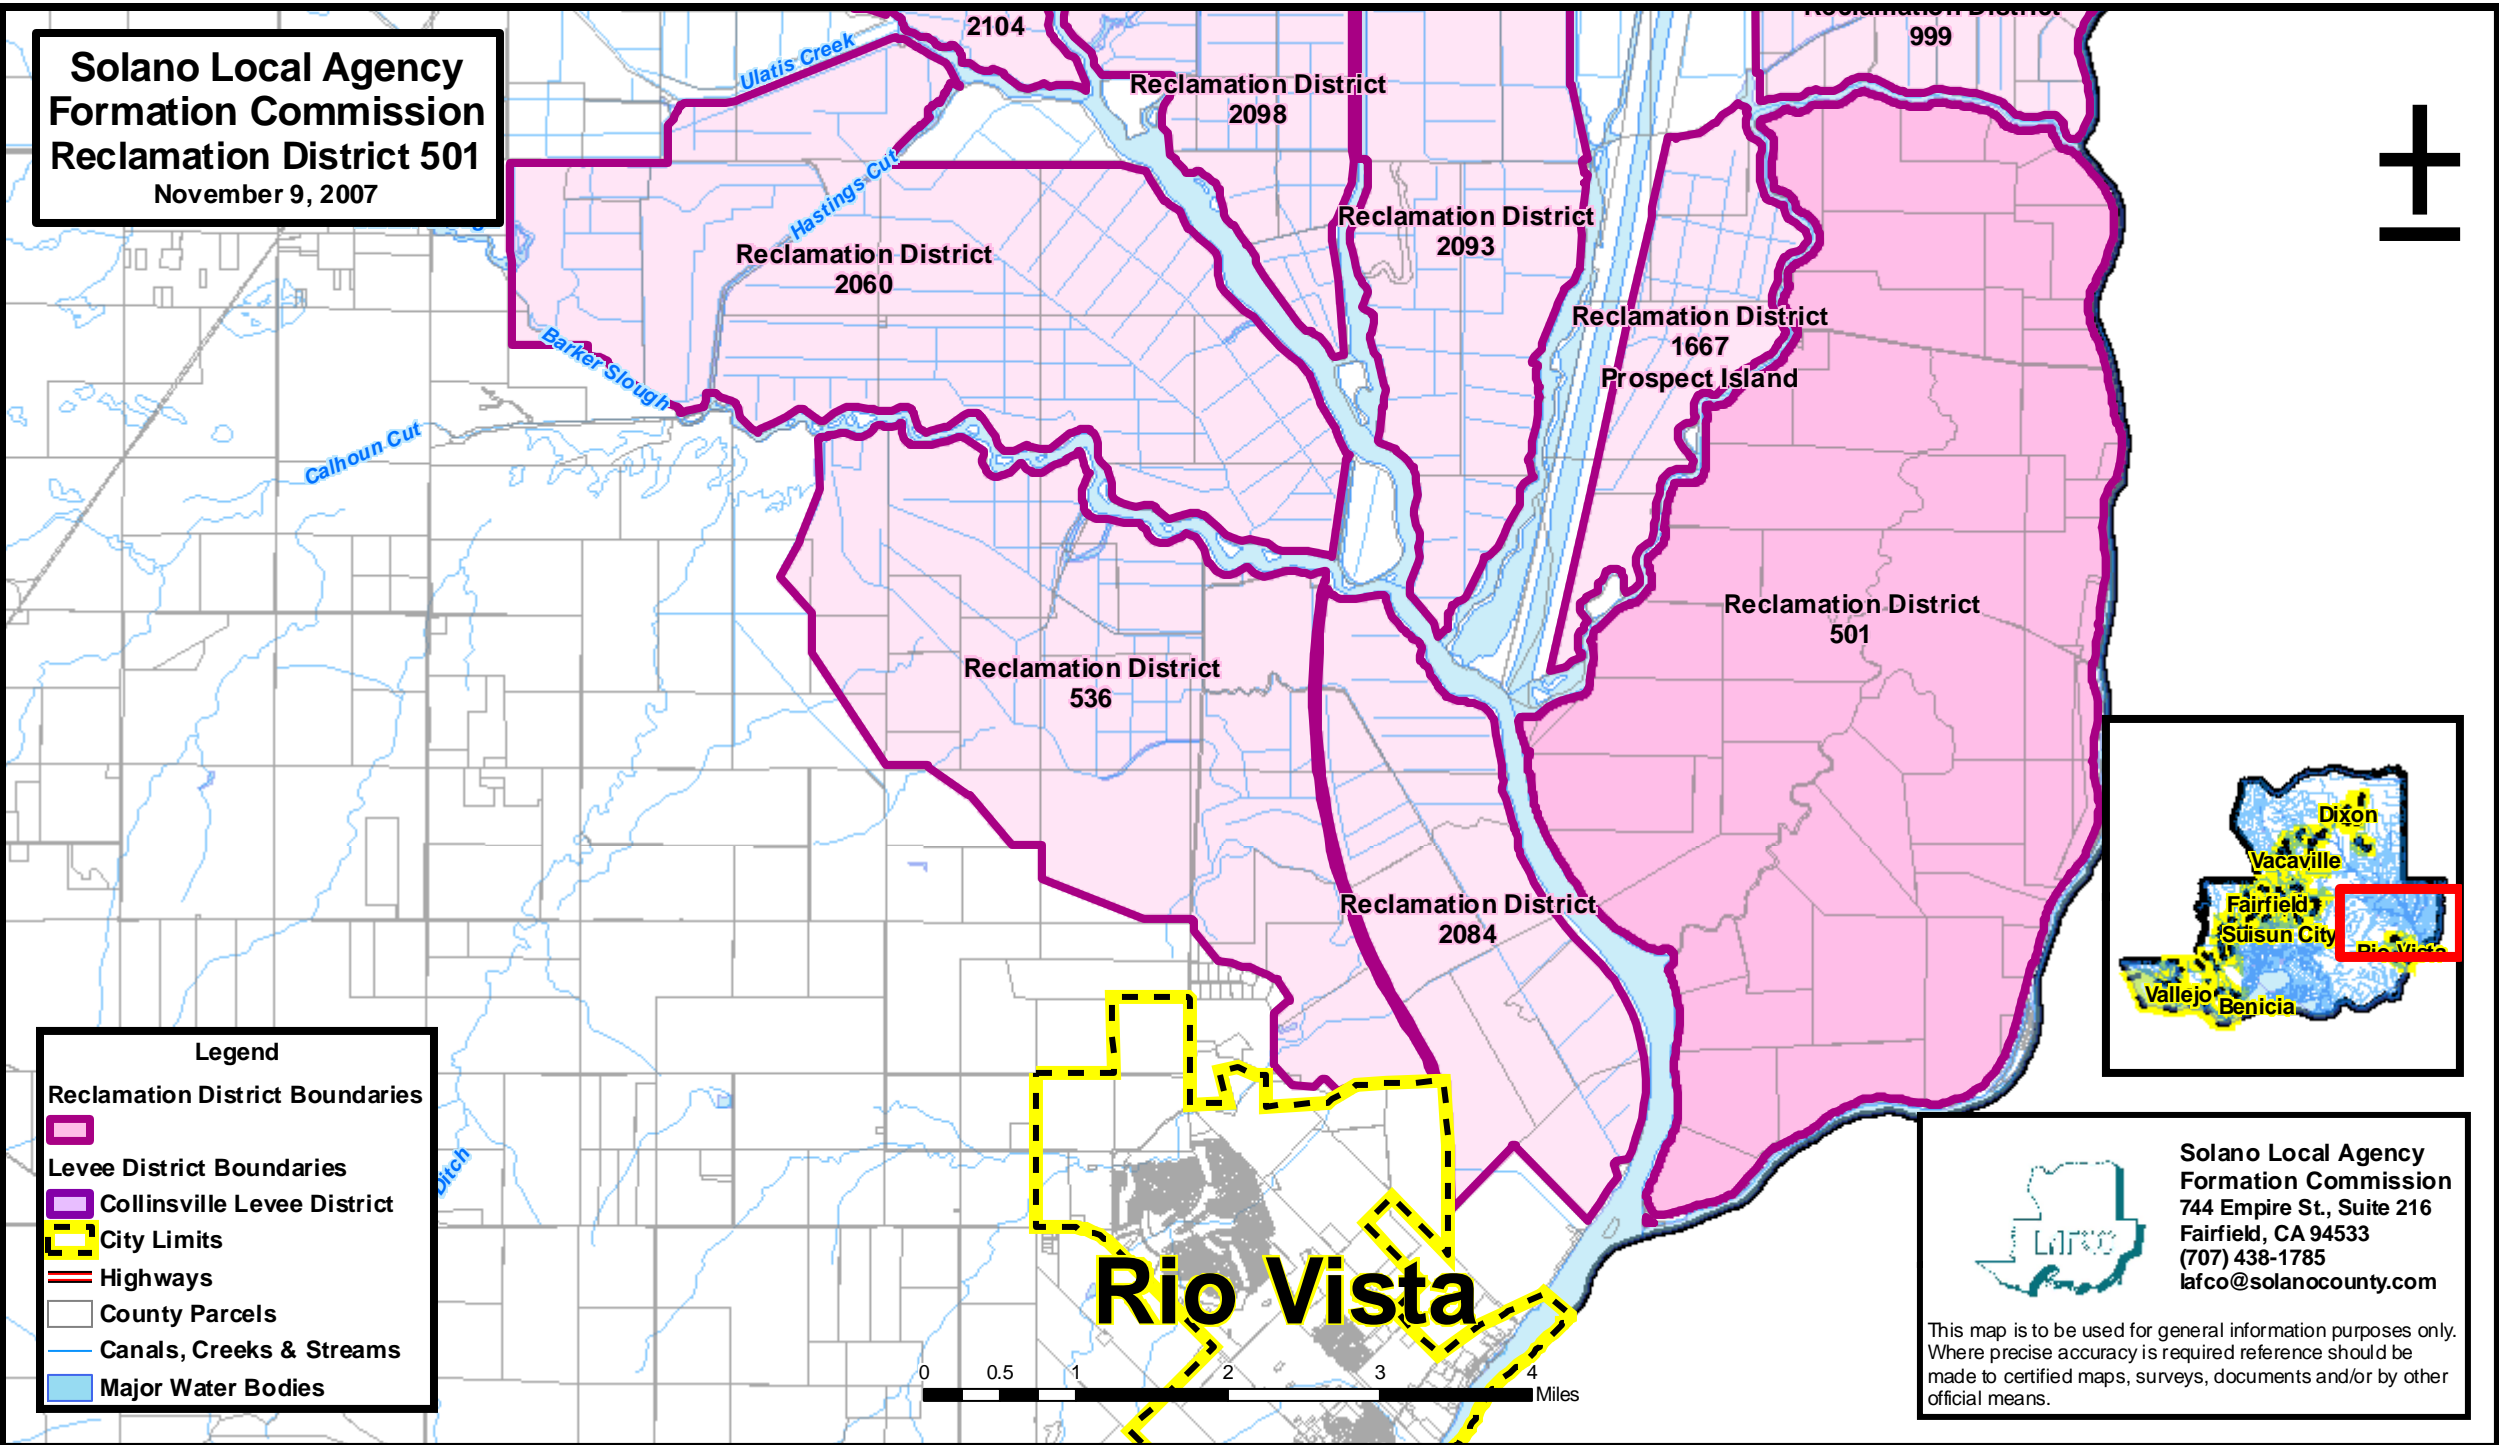 Solano Local Agency
Formation Commission
Reclamation District 501
November 9, 2007
2104
Reclamation District
999
Ulatis Creek
Reclamation District
2098
Hastings Cut
Reclamation District
2093
Reclamation District
2060
Reclamation District
1667
Prospect Island
Barker Slough
Calhoun Cut
Reclamation District
501
Reclamation District
536
Reclamation District
2084
Dixon
Vacaville
Fairfield
Suisun City
Rio Vista
Vallejo
Benicia
Legend
Reclamation District Boundaries
Levee District Boundaries
Collinsville Levee District
City Limits
Highways
County Parcels
Canals, Creeks & Streams
Major Water Bodies
Ditch
Rio Vista
0 0.5 1 2 3 4
Miles
LAFCO
Solano Local Agency
Formation Commission
744 Empire St., Suite 216
Fairfield, CA 94533
(707) 438-1785
lafco@solanocounty.com
This map is to be used for general information purposes only.
Where precise accuracy is required reference should be
made to certified maps, surveys, documents and/or by other
official means.